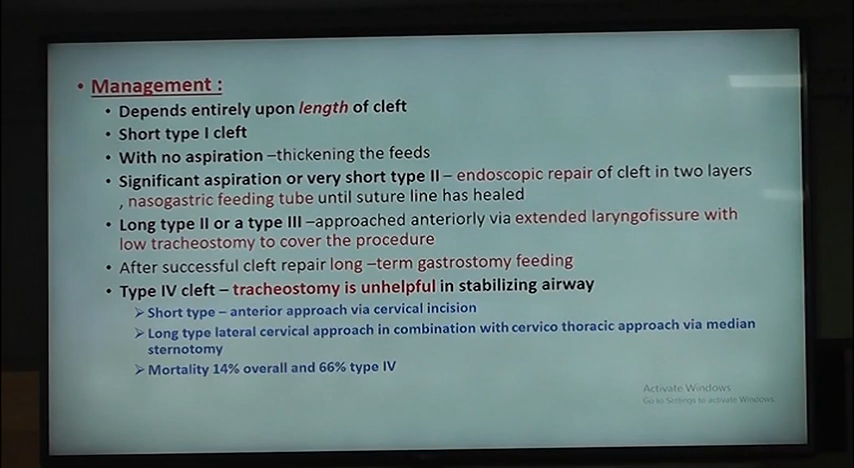 • Management :
• Depends entirely upon length of cleft
• Short type I cleft
• With no aspiration –thickening the feeds
• Significant aspiration or very short type II – endoscopic repair of cleft in two layers
, nasogastric feeding tube until suture line has healed
• Long type II or a type III –approached anteriorly via extended laryngofissure with
low tracheostomy to cover the procedure
• After successful cleft repair long –term gastrostomy feeding
• Type IV cleft – tracheostomy is unhelpful in stabilizing airway
➢ Short type – anterior approach via cervical incision
➢ Long type lateral cervical approach in combination with cervico thoracic approach via median
sternotomy
➢ Mortality 14% overall and 66% type IV
Activate Windows
Go to Settings to activate Windows.